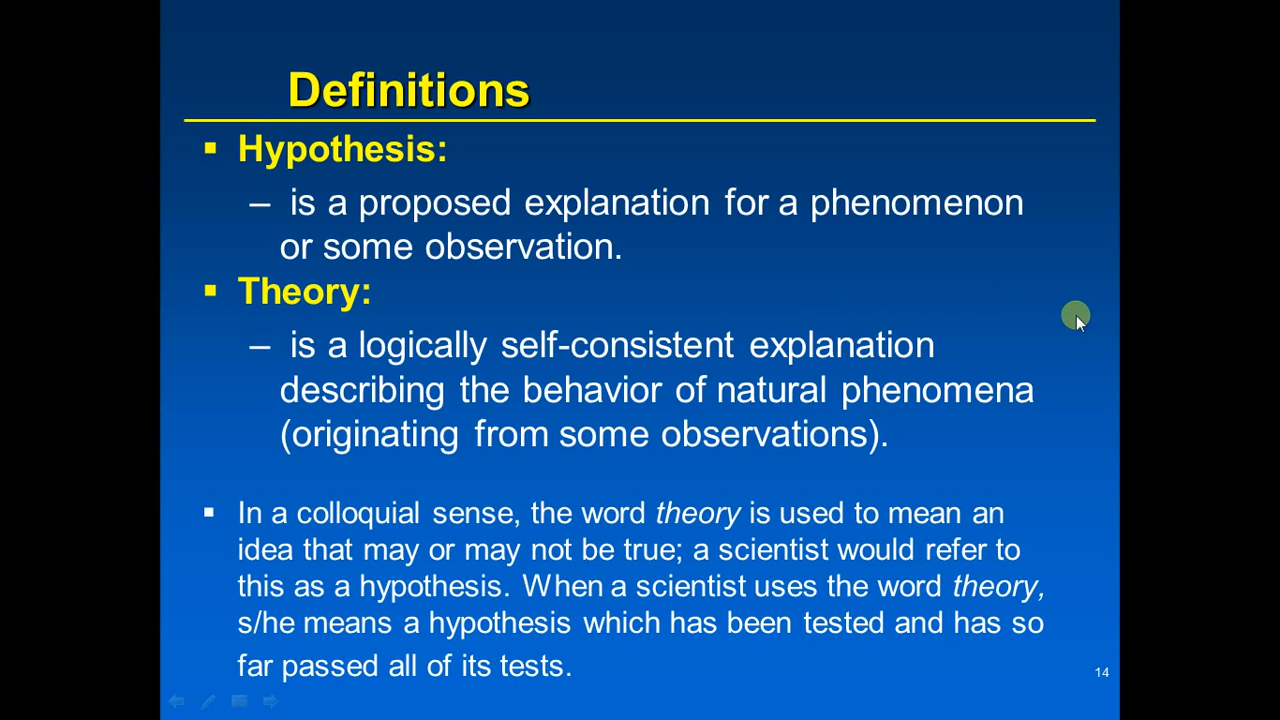 Definitions
▪ Hypothesis:
– is a proposed explanation for a phenomenon
or some observation.
▪ Theory:
– is a logically self-consistent explanation
describing the behavior of natural phenomena
(originating from some observations).
▪ In a colloquial sense, the word theory is used to mean an
idea that may or may not be true; a scientist would refer to
this as a hypothesis. When a scientist uses the word theory,
s/he means a hypothesis which has been tested and has so
far passed all of its tests.
14